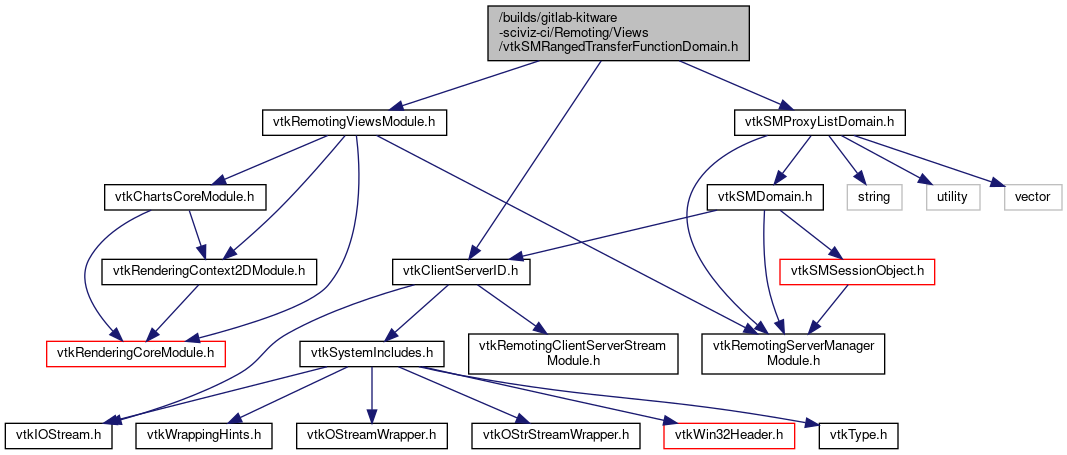 /builds/gitlab-kitware
-sciviz-ci/Remoting/Views
/vtkSMRangedTransferFunctionDomain.h
vtkRemotingViewsModule.h
vtkSMProxyListDomain.h
vtkChartsCoreModule.h
vtkSMDomain.h
string
utility
vector
vtkRenderingContext2DModule.h
vtkClientServerID.h
vtkSMSessionObject.h
vtkRenderingCoreModule.h
vtkSystemIncludes.h
vtkRemotingClientServerStream
Module.h
vtkRemotingServerManager
Module.h
vtkIOStream.h
vtkWrappingHints.h
vtkOStreamWrapper.h
vtkOStrStreamWrapper.h
vtkWin32Header.h
vtkType.h